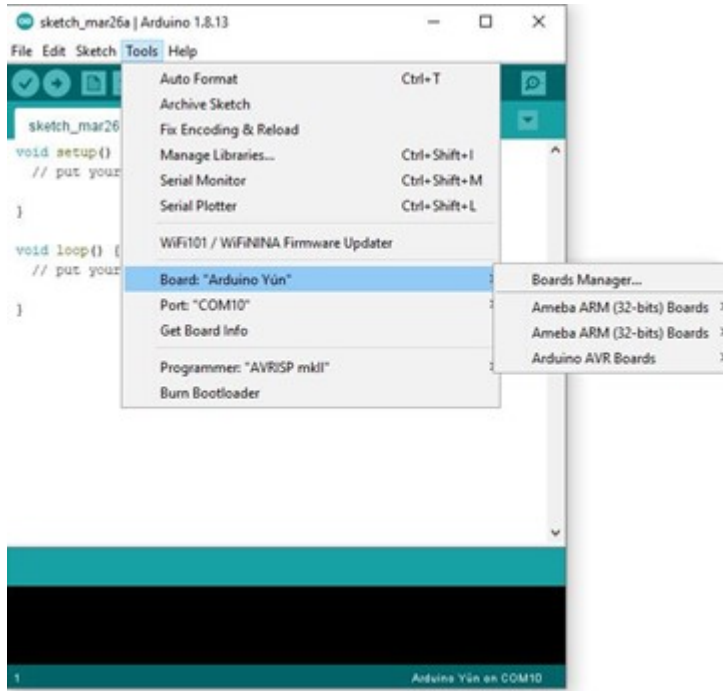 sketch_mar26a | Arduino 1.8.13
File Edit Sketch Tools Help
sketch_mar26
void setup()
// put your
}
void loop() {
// put your
}
Auto Format Ctrl+T
Archive Sketch
Fix Encoding & Reload
Manage Libraries... Ctrl+Shift+I
Serial Monitor Ctrl+Shift+M
Serial Plotter Ctrl+Shift+L
WiFi101 / WiFiNINA Firmware Updater
Board: "Arduino Yún"
Port: "COM10"
Get Board Info
Programmer: "AVRISP mkII"
Burn Bootloader
Boards Manager...
Ameba ARM (32-bits) Boards
Ameba ARM (32-bits) Boards
Arduino AVR Boards
1
Arduino Yún on COM10